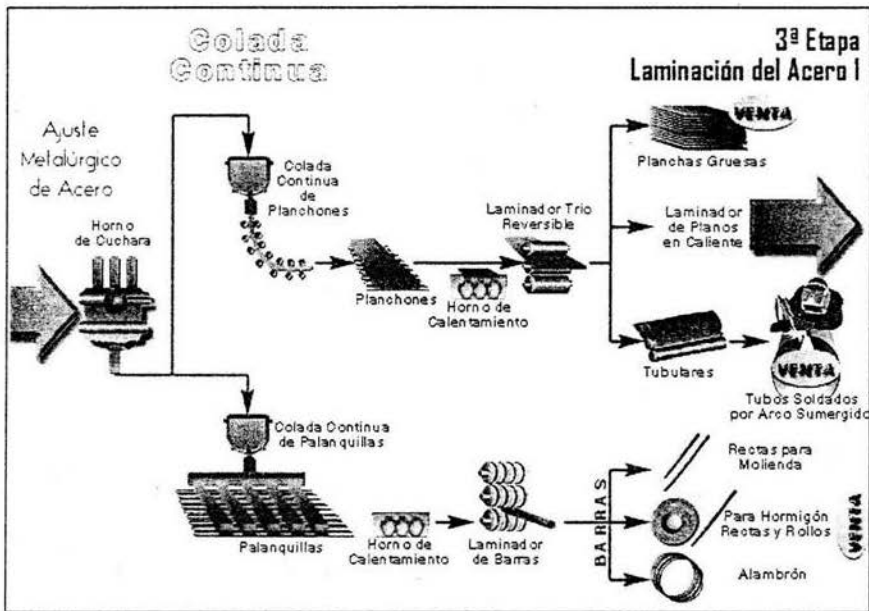 Colada
Continua
3ª Etapa
Laminación del Acero I
Ajuste
Metalúrgico
de Acero
Horno
de Cuchara
Colada
Continua
de
Planchones
Planchones
Horno de
Calentamiento
Laminador Trio
Reversible
VENTA
Planchas Gruesas
Laminador
de Planos
en Caliente
Tubulares
VENTA
Tubos Soldados
por Arco Sumergido
Colada Continua
de Palanquillas
Palanquillas
Horno de
Calentamiento
Laminador
de Barras
BARRAS
Rectas para
Molienda
Para Hormigón
Rectas y Rollos
Alambrón
VENTA